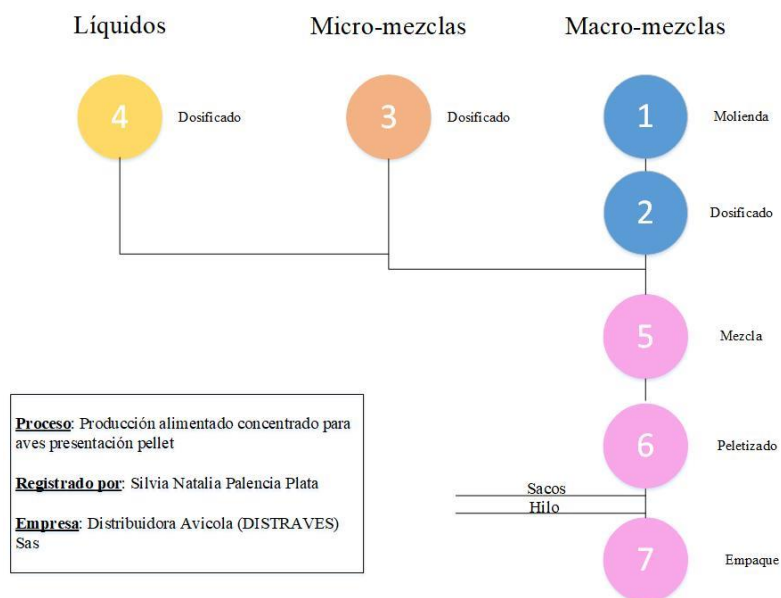 Líquidos
Micro-mezclas
Macro-mezclas
4
Dosificado
3
Dosificado
1
Molienda
2
Dosificado
5
Mezcla
6
Peletizado
Sacos
Hilo
7
Empaque
Proceso: Producción alimentado concentrado para
aves presentación pellet
Registrado por: Silvia Natalia Palencia Plata
Empresa: Distribuidora Avicola (DISTRAVES)
Sas